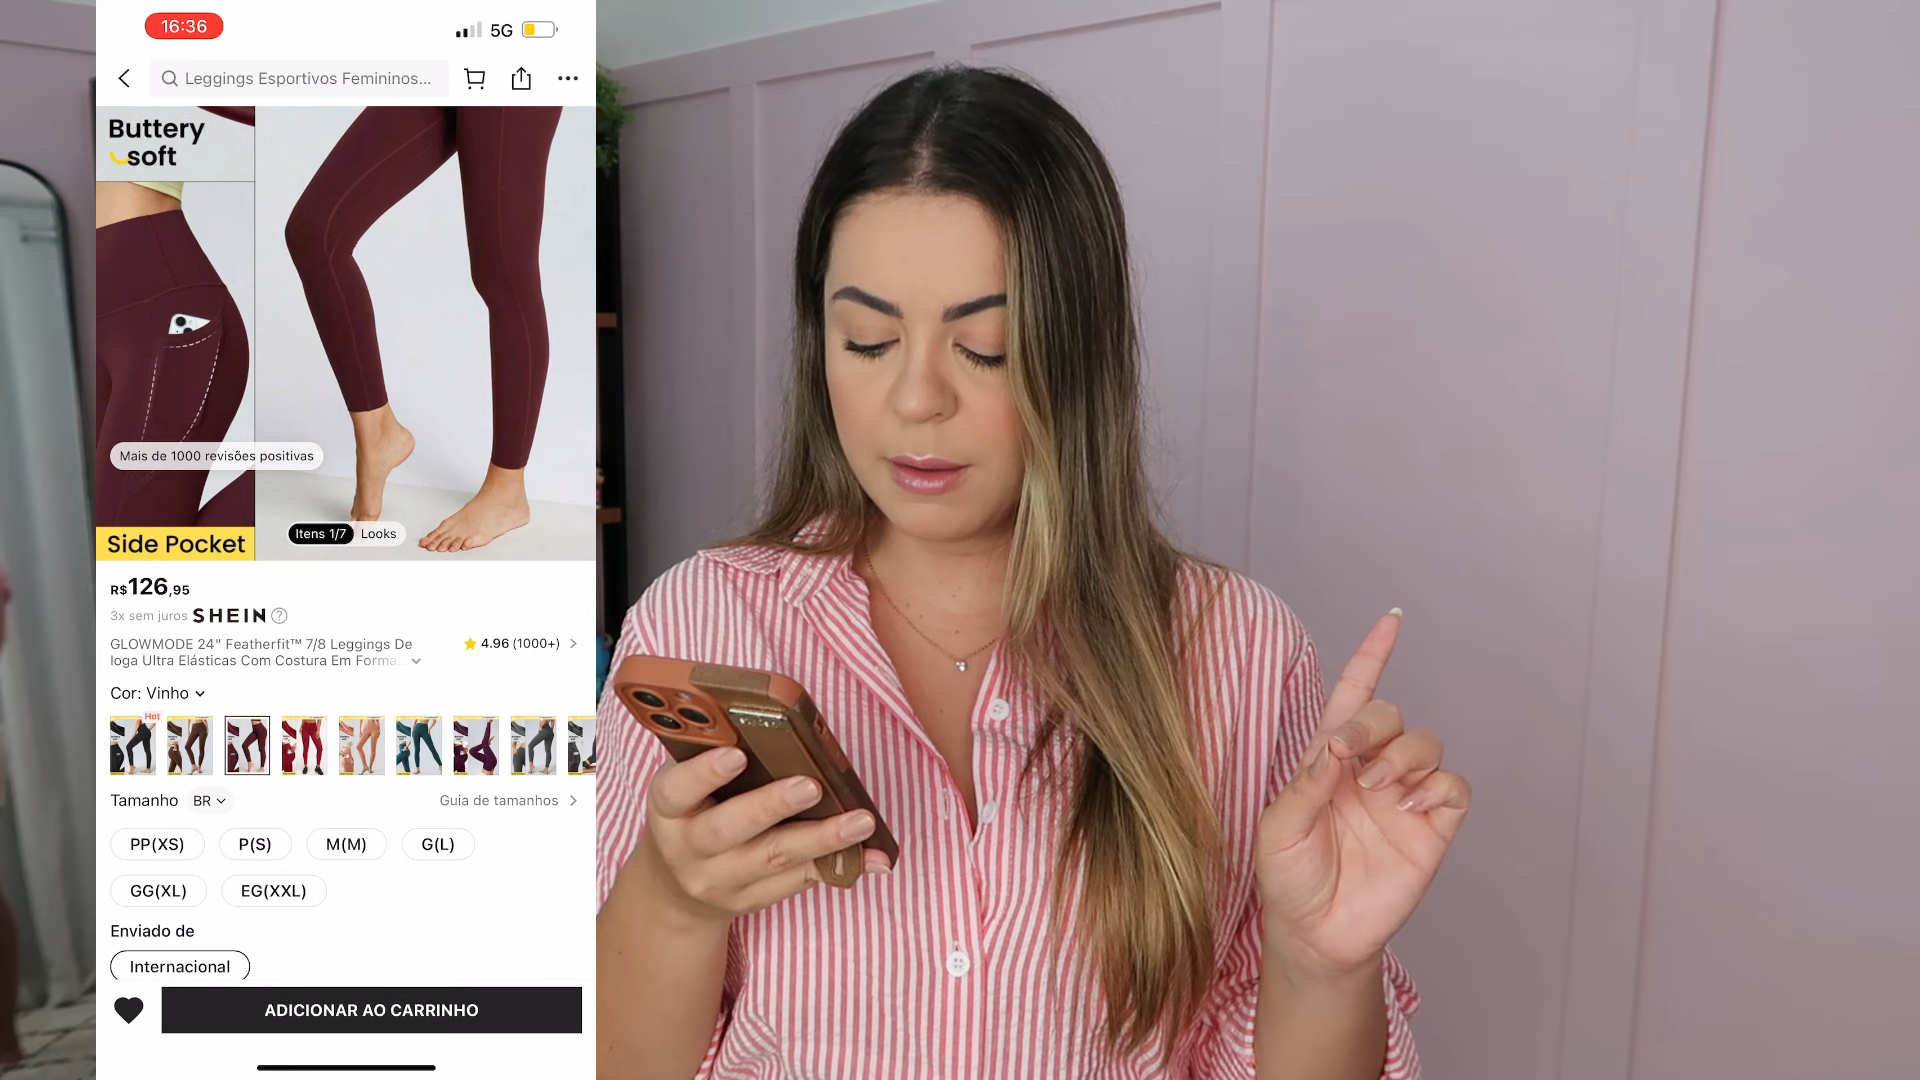 16:36
5G
Leggings Esportivos Femininos...
Buttery
soft
Mais de 1000 revisões positivas
Itens 1/7 Looks
Side Pocket
R$126,95
3x sem juros SHEIN ?
GLOWMODE 24" Featherfit™ 7/8 Leggings De
Ioga Ultra Elásticas Com Costura Em Forma...
4.96 (1000+)
Cor: Vinho
Hot
Tamanho BR
Guia de tamanhos
PP(XS) P(S) M(M) G(L)
GG(XL) EG(XXL)
Enviado de
Internacional
ADICIONAR AO CARRINHO